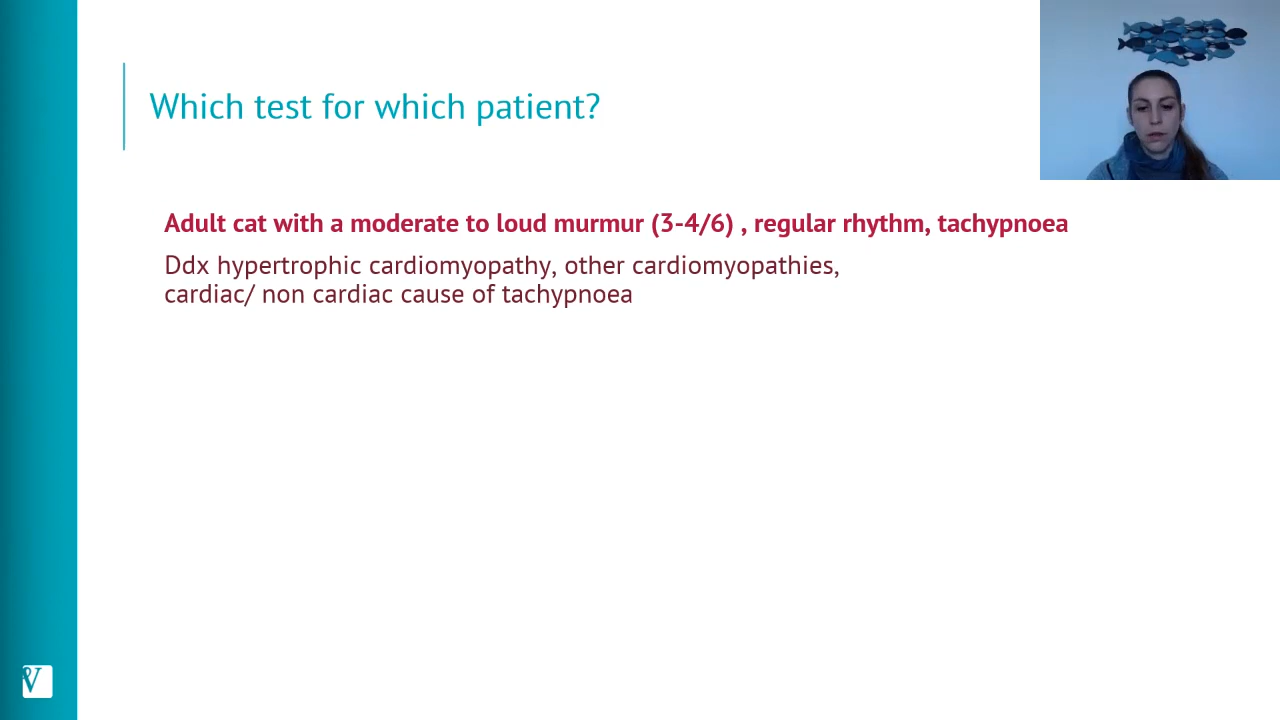 Which test for which patient?
Adult cat with a moderate to loud murmur (3-4/6) , regular rhythm, tachypnoea
Ddx hypertrophic cardiomyopathy, other cardiomyopathies,
cardiac/ non cardiac cause of tachypnoea
V